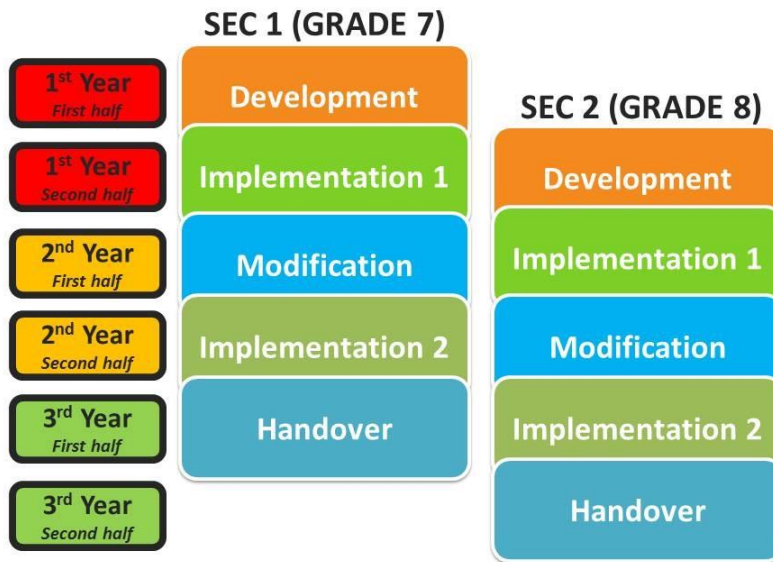 SEC 1 (GRADE 7)
1st Year
First half
Development
SEC 2 (GRADE 8)
1st Year
Second half
Implementation 1
Development
2nd Year
First half
Modification
Implementation 1
2nd Year
Second half
Implementation 2
Modification
3rd Year
First half
Handover
Implementation 2
3rd Year
Second half
Handover